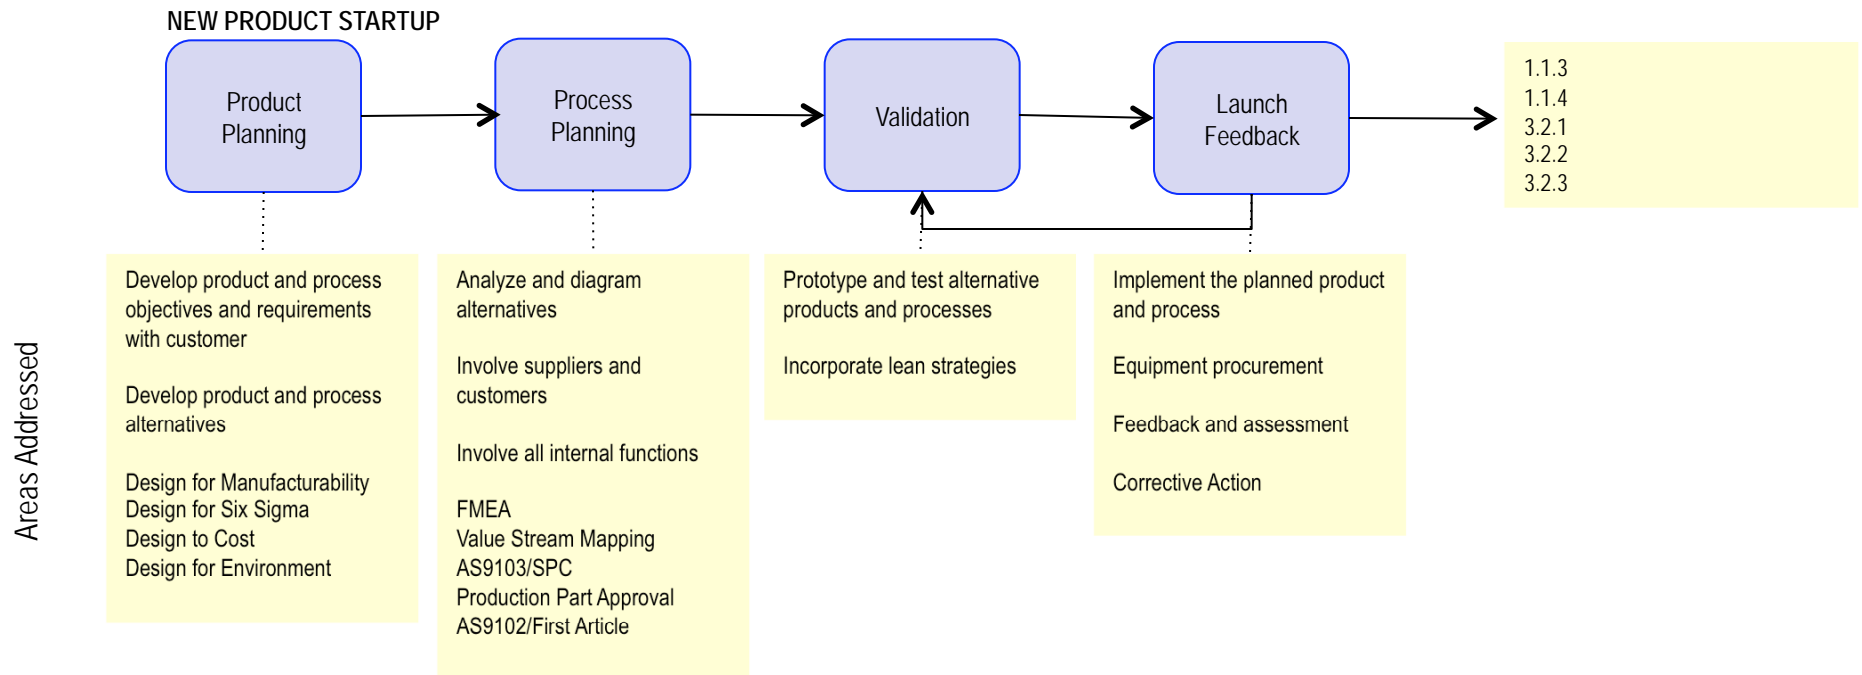 NEW PRODUCT STARTUP
Product
Planning
Process
Planning
Validation
Launch
Feedback
1.1.3
1.1.4
3.2.1
3.2.2
3.2.3
Areas Addressed
Develop product and process
objectives and requirements
with customer
Develop product and process
alternatives
Design for Manufacturability
Design for Six Sigma
Design to Cost
Design for Environment
Analyze and diagram
alternatives
Involve suppliers and
customers
Involve all internal functions
FMEA
Value Stream Mapping
AS9103/SPC
Production Part Approval
AS9102/First Article
Prototype and test alternative
products and processes
Incorporate lean strategies
Implement the planned product
and process
Equipment procurement
Feedback and assessment
Corrective Action